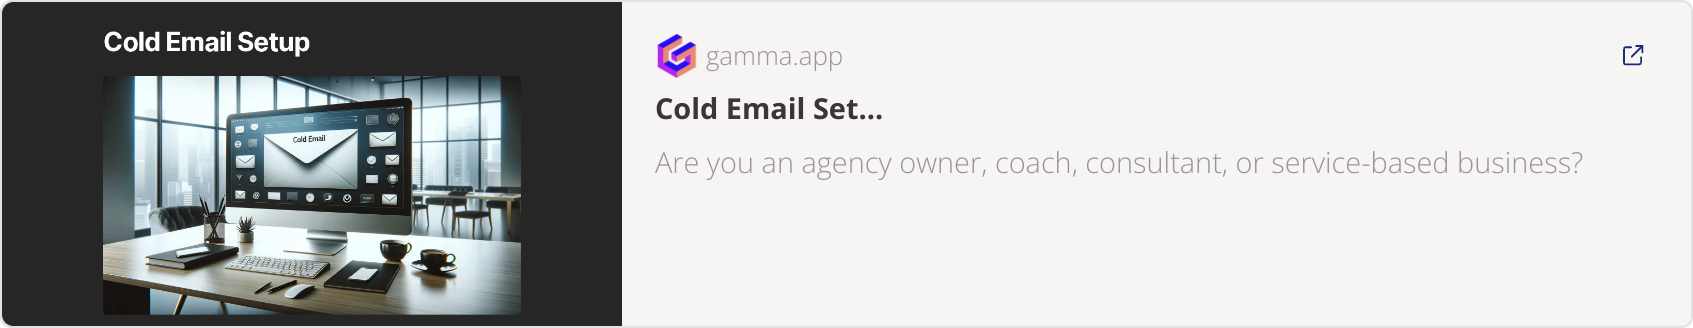 Cold Email Setup
Cold Email
gamma.app
Cold Email Set...
Are you an agency owner, coach, consultant, or service-based business?